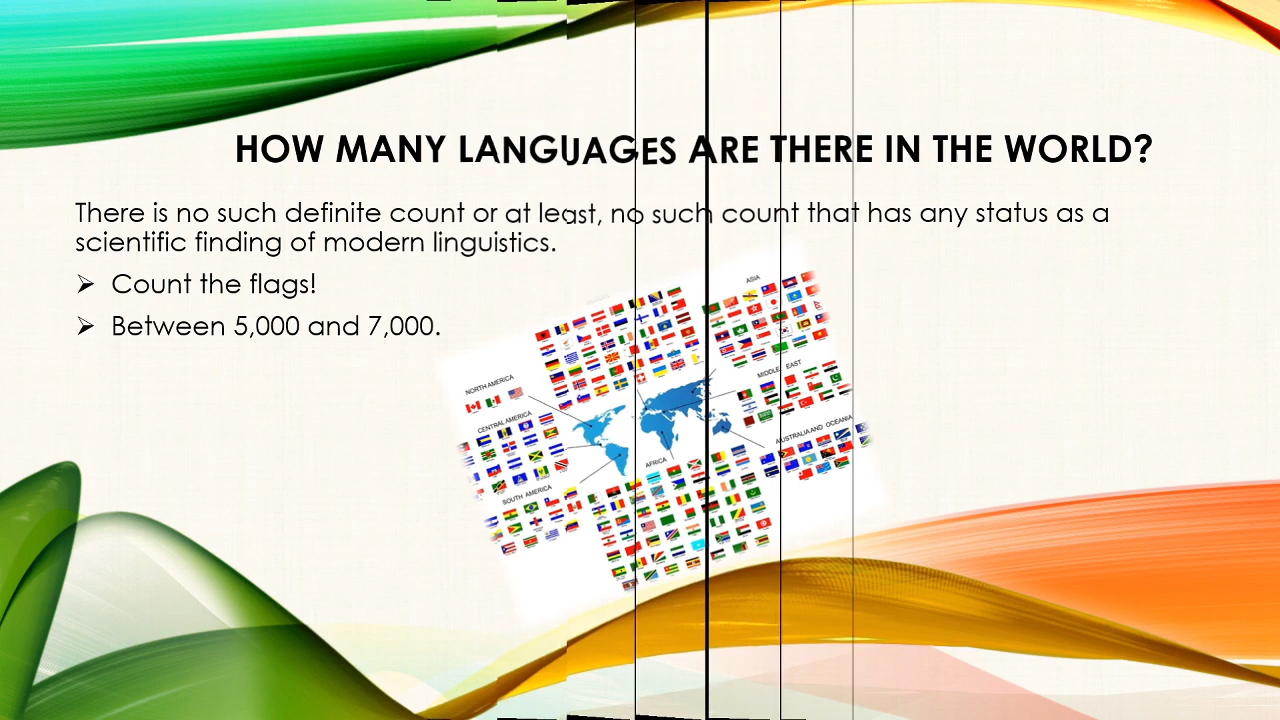 HOW MANY LANGUAGES ARE THERE IN THE WORLD?
There is no such definite count or at least, no such count that has any status as a
scientific finding of modern linguistics.
Count the flags!
Between 5,000 and 7,000.
ASIA
MIDDLE EAST
NORTH AMERICA
CENTRAL AMERICA
AUSTRALIA AND OCEANIA
AFRICA
SOUTH AMERICA